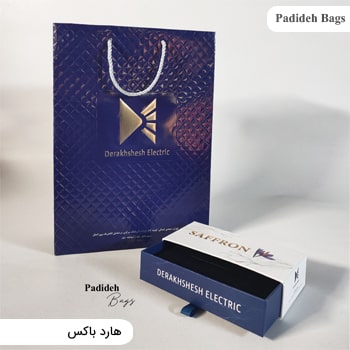 Padideh Bags
Derakhshesh Electric
SAFFRON
DERAKHSHESH ELECTRIC
Padideh
Bags
هارد باکس